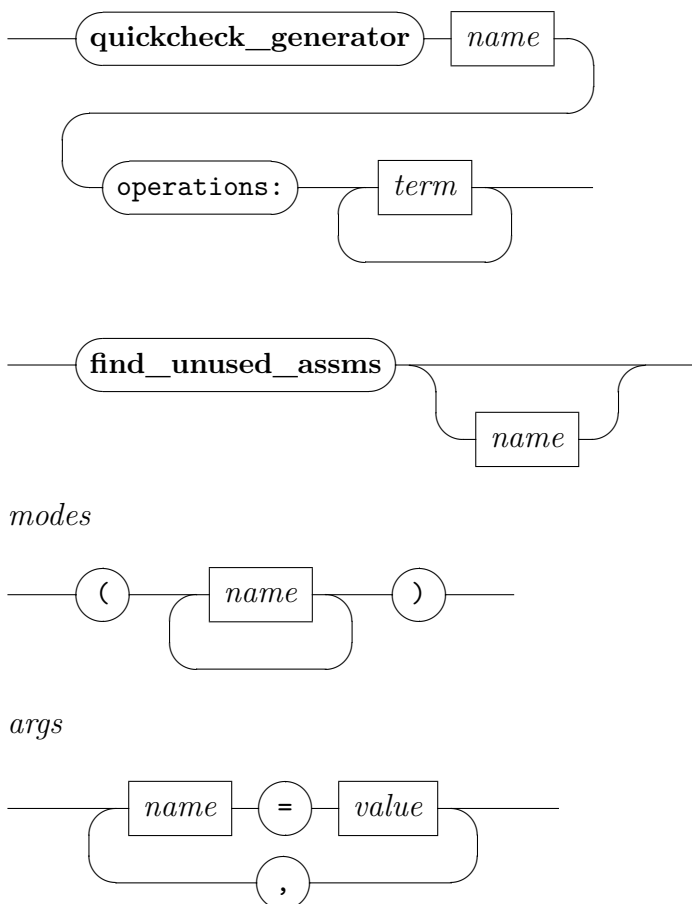 quickcheck_generator name
operations: term
find_unused_assms
name
modes
( name )
args
name = value
,